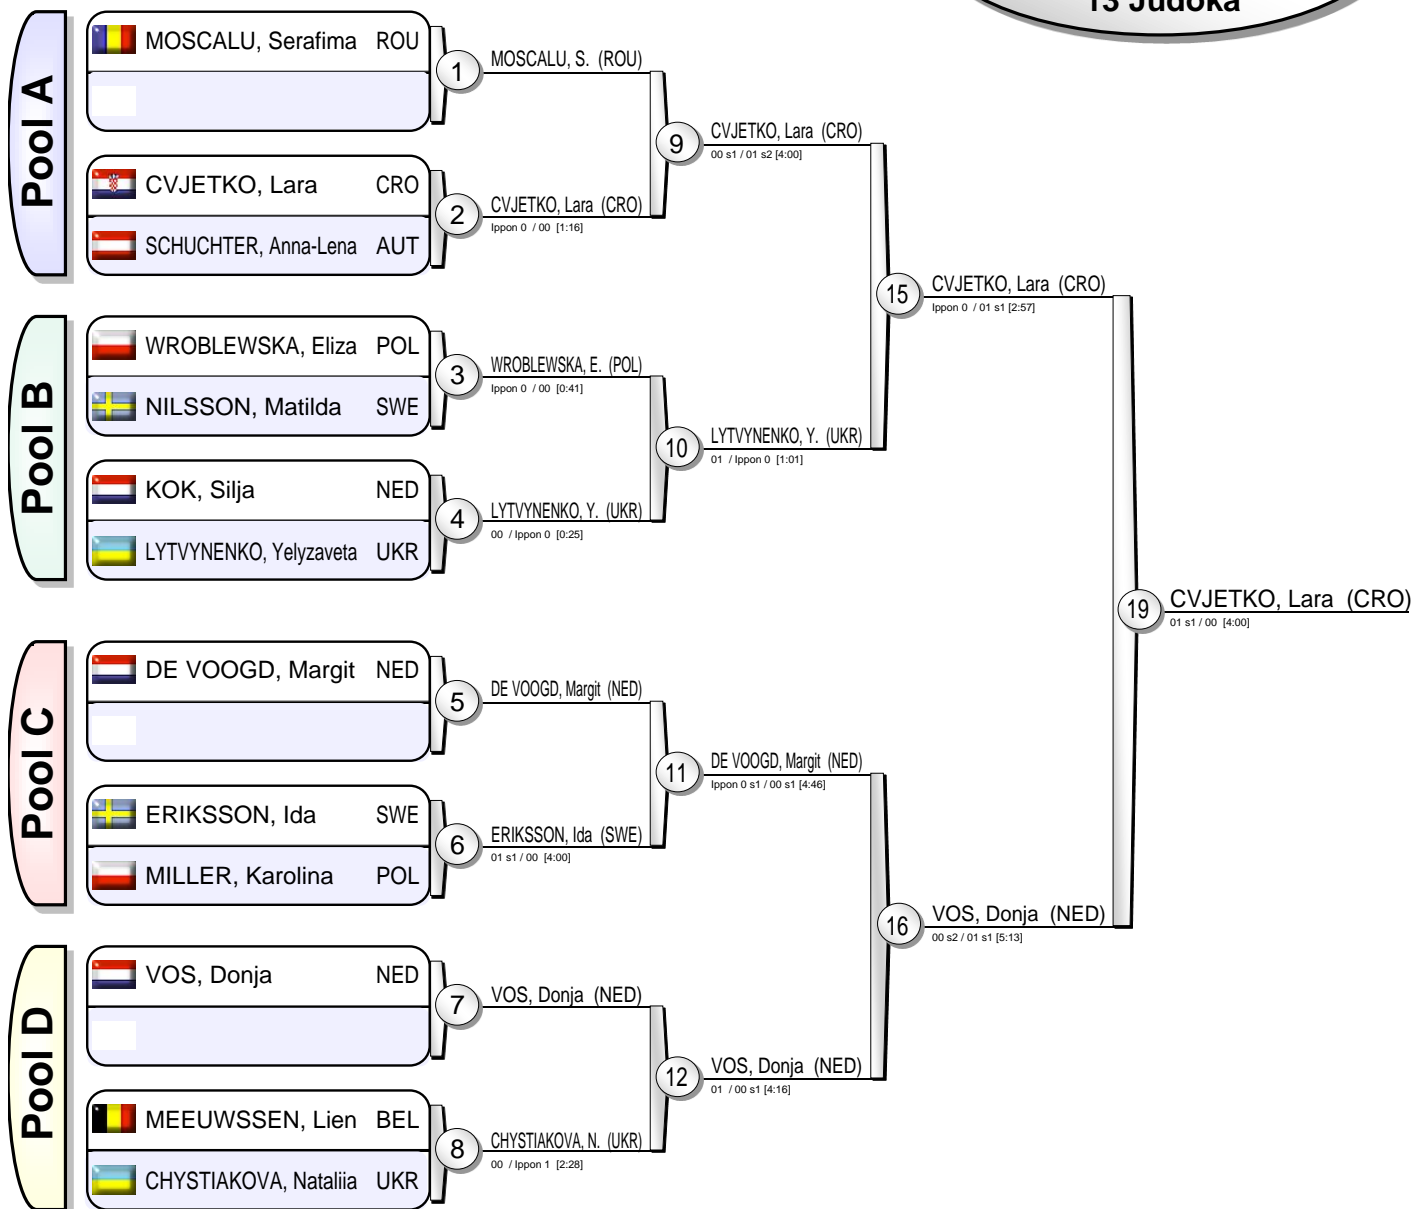 13 Judoka
Pool A
MOSCALU, Serafima ROU
1
MOSCALU, S. (ROU)
CVJETKO, Lara CRO
SCHUCHTER, Anna-Lena AUT
2
CVJETKO, Lara (CRO)
Ippon 0 / 00 [1:16]
9
CVJETKO, Lara (CRO)
00 s1 / 01 s2 [4:00]
Pool B
WROBLEWSKA, Eliza POL
NILSSON, Matilda SWE
3
WROBLEWSKA, E. (POL)
Ippon 0 / 00 [0:41]
KOK, Silja NED
LYTVYNENKO, Yelyzaveta UKR
4
LYTVYNENKO, Y. (UKR)
00 / Ippon 0 [0:25]
10
LYTVYNENKO, Y. (UKR)
01 / Ippon 0 [1:01]
15
CVJETKO, Lara (CRO)
Ippon 0 / 01 s1 [2:57]
Pool C
DE VOOGD, Margit NED
5
DE VOOGD, Margit (NED)
ERIKSSON, Ida SWE
MILLER, Karolina POL
6
ERIKSSON, Ida (SWE)
01 s1 / 00 [4:00]
11
DE VOOGD, Margit (NED)
Ippon 0 s1 / 00 s1 [4:46]
Pool D
VOS, Donja NED
7
VOS, Donja (NED)
MEEUWSSEN, Lien BEL
CHYSTIAKOVA, Nataliia UKR
8
CHYSTIAKOVA, N. (UKR)
00 / Ippon 1 [2:28]
12
VOS, Donja (NED)
01 / 00 s1 [4:16]
16
VOS, Donja (NED)
00 s2 / 01 s1 [5:13]
19
CVJETKO, Lara (CRO)
01 s1 / 00 [4:00]